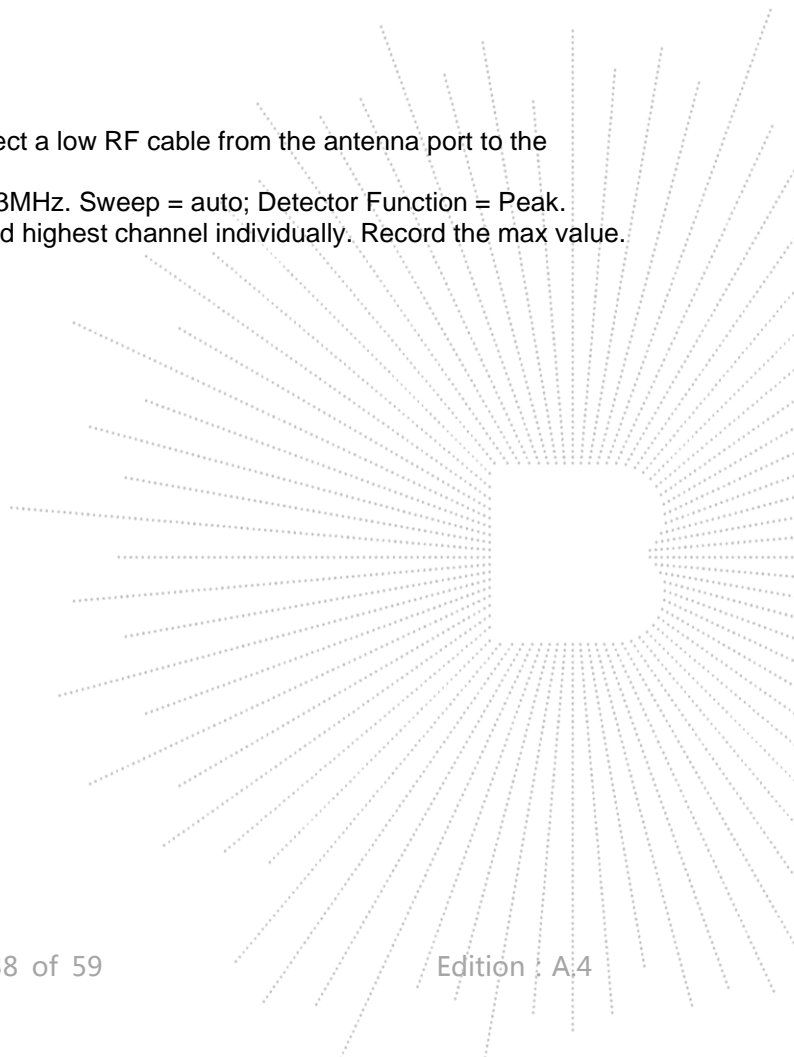 ect a low RF cable from the antenna port to the
3MHz. Sweep = auto; Detector Function = Peak.
d highest channel individually. Record the max value.
8 of 59
Edition : A.4